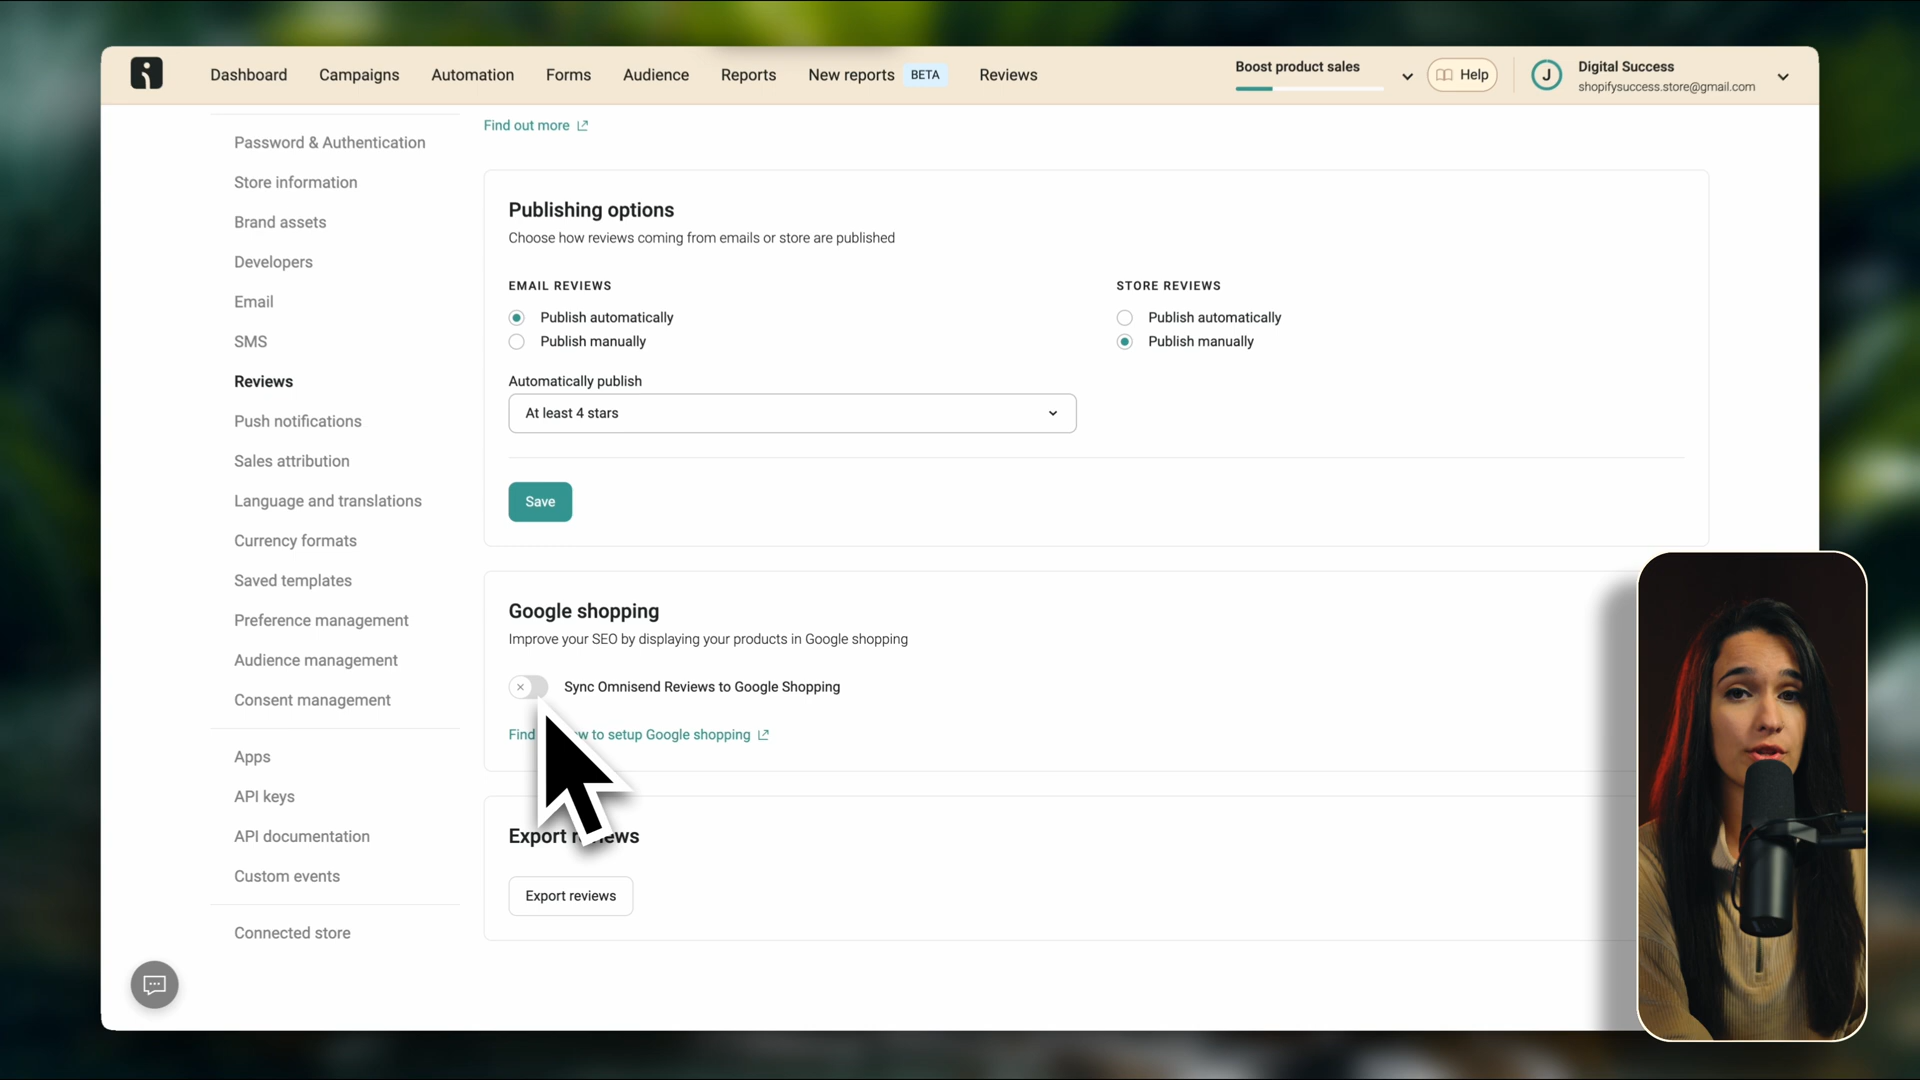 Dashboard
Campaigns
Automation
Forms
Audience
Reports
New reports BETA
Reviews
Boost product sales
Help
J
Digital Success
shopifysuccess.store@gmail.com
Password & Authentication
Store information
Brand assets
Developers
Email
SMS
Reviews
Push notifications
Sales attribution
Language and translations
Currency formats
Saved templates
Preference management
Audience management
Consent management
Apps
API keys
API documentation
Custom events
Connected store
Find out more
Publishing options
Choose how reviews coming from emails or store are published
EMAIL REVIEWS
Publish automatically
Publish manually
Automatically publish
At least 4 stars
STORE REVIEWS
Publish automatically
Publish manually
Save
Google shopping
Improve your SEO by displaying your products in Google shopping
Sync Omnisend Reviews to Google Shopping
Find to setup Google shopping
Export
Export reviews